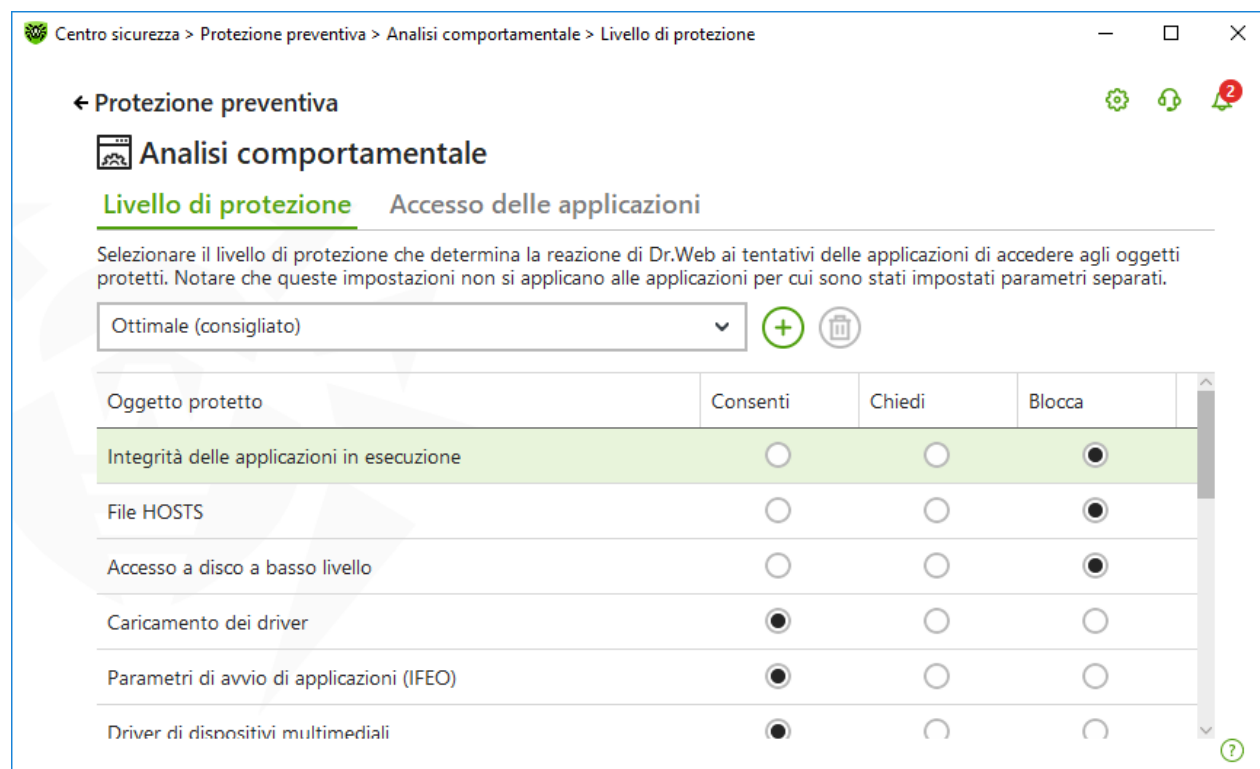 Centro sicurezza > Protezione preventiva > Analisi comportamentale > Livello di protezione
Protezione preventiva
2
Analisi comportamentale
Livello di protezione Accesso delle applicazioni
Selezionare il livello di protezione che determina la reazione di Dr.Web ai tentativi delle applicazioni di accedere agli oggetti
protetti. Notare che queste impostazioni non si applicano alle applicazioni per cui sono stati impostati parametri separati.
Ottimale (consigliato)
Oggetto protetto Consenti Chiedi Blocca
Integrità delle applicazioni in esecuzione
File HOSTS
Accesso a disco a basso livello
Caricamento dei driver
Parametri di avvio di applicazioni (IFEO)
Driver di dispositivi multimediali
?